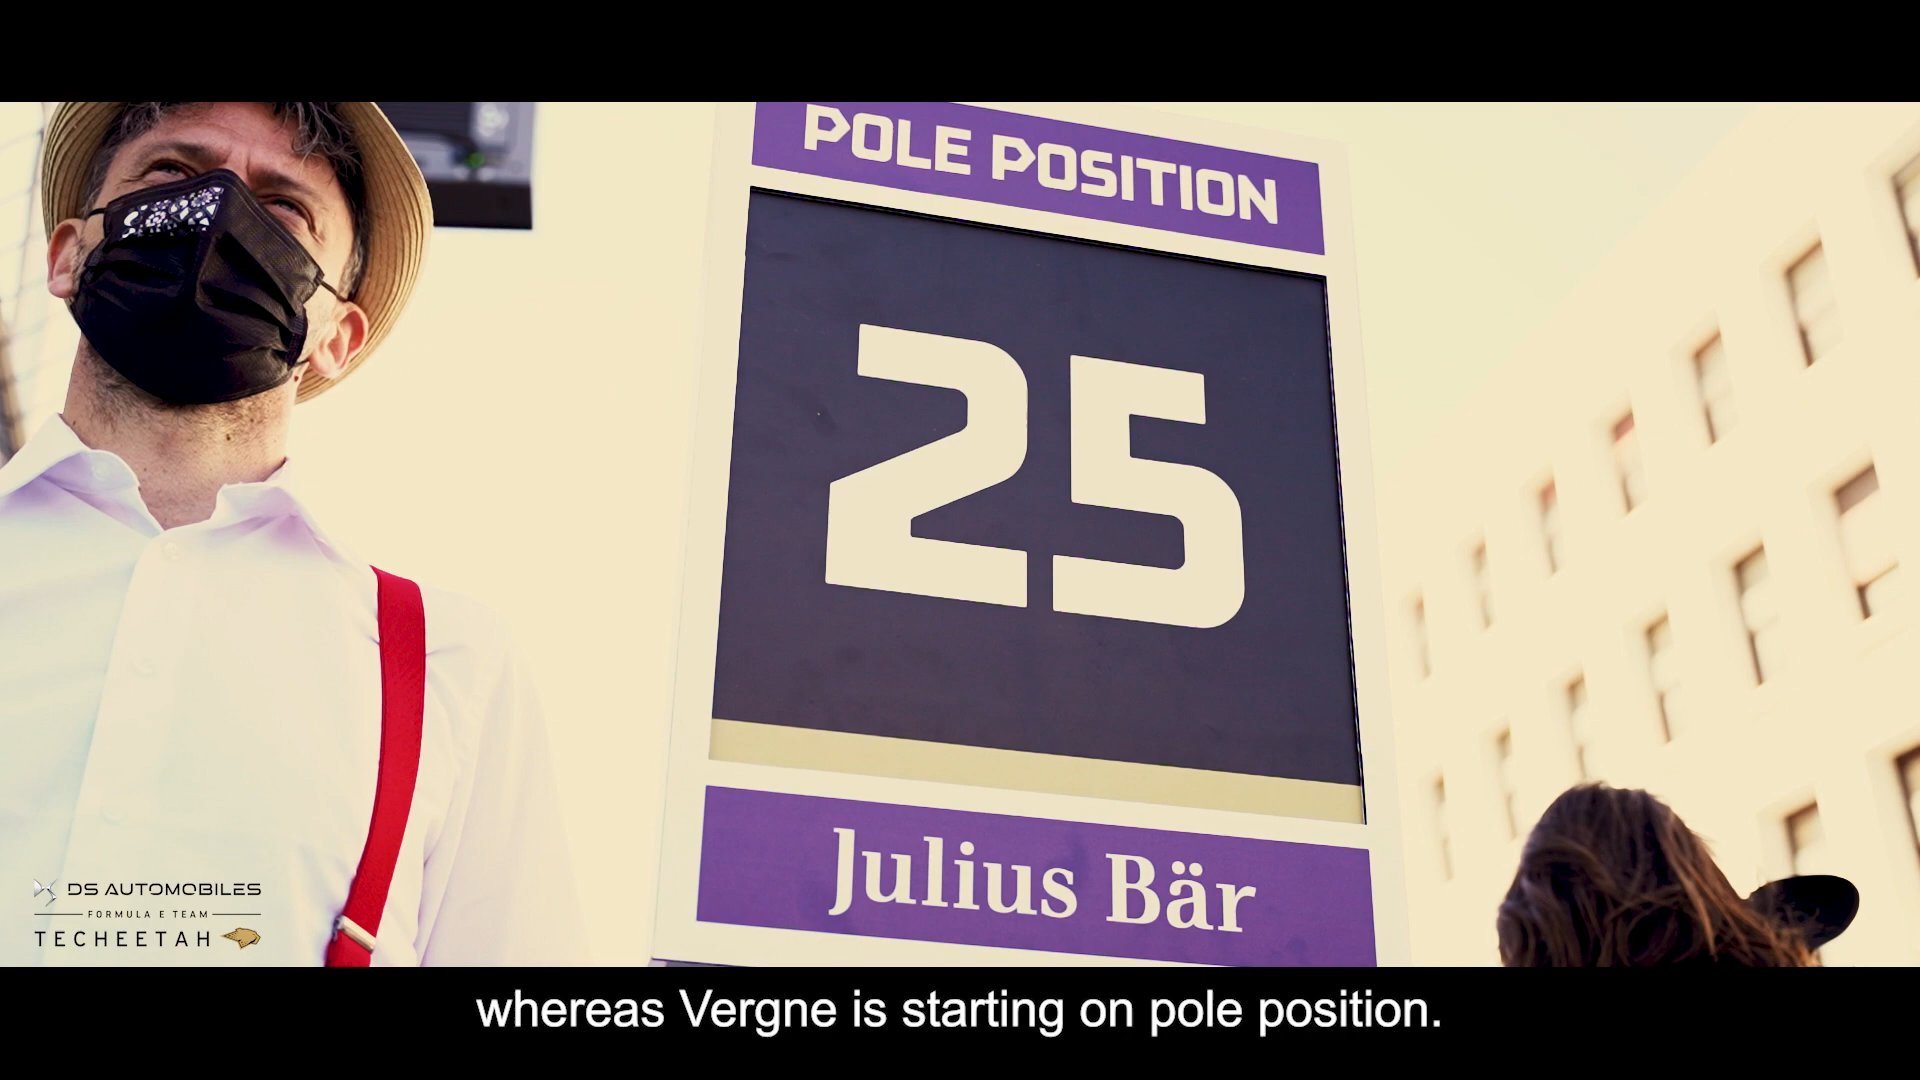 POLE POSITION
25
Julius Bär
DS AUTOMOBILES
FORMULA E TEAM
TECHEETAH
whereas Vergne is starting on pole position.